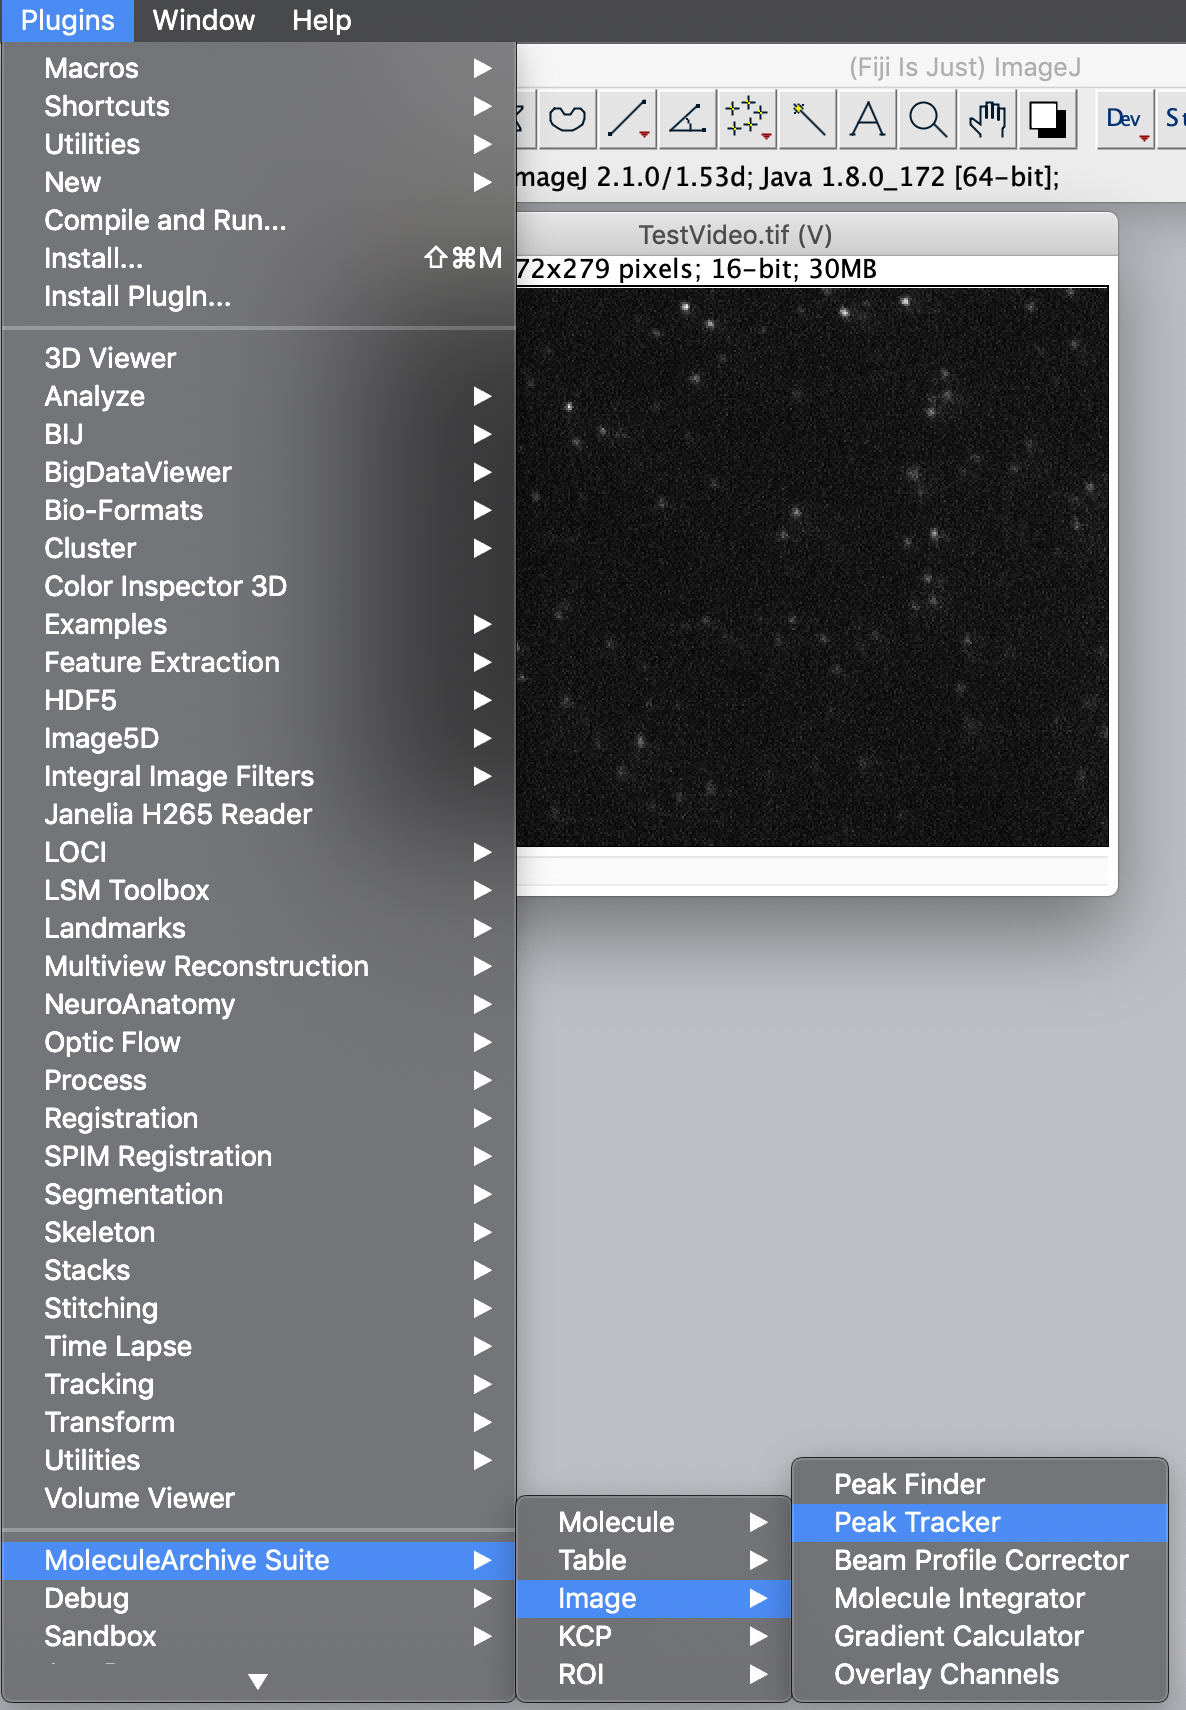 Plugins Window Help
Macros
Shortcuts
Utilities
New
Compile and Run...
Install... ⇧⌘M
Install PlugIn...
3D Viewer
Analyze
BIJ
BigDataViewer
Bio-Formats
Cluster
Color Inspector 3D
Examples
Feature Extraction
HDF5
Image5D
Integral Image Filters
Janelia H265 Reader
LOCI
LSM Toolbox
Landmarks
Multiview Reconstruction
NeuroAnatomy
Optic Flow
Process
Registration
SPIM Registration
Segmentation
Skeleton
Stacks
Stitching
Time Lapse
Tracking
Transform
Utilities
Volume Viewer
MoleculeArchive Suite
Debug
Sandbox
(Fiji Is Just) ImageJ
A Dev St
mageJ 2.1.0/1.53d; Java 1.8.0_172 [64-bit];
TestVideo.tif (V)
72x279 pixels; 16-bit; 30MB
Molecule
Table
Image
KCP
ROI
Peak Finder
Peak Tracker
Beam Profile Corrector
Molecule Integrator
Gradient Calculator
Overlay Channels